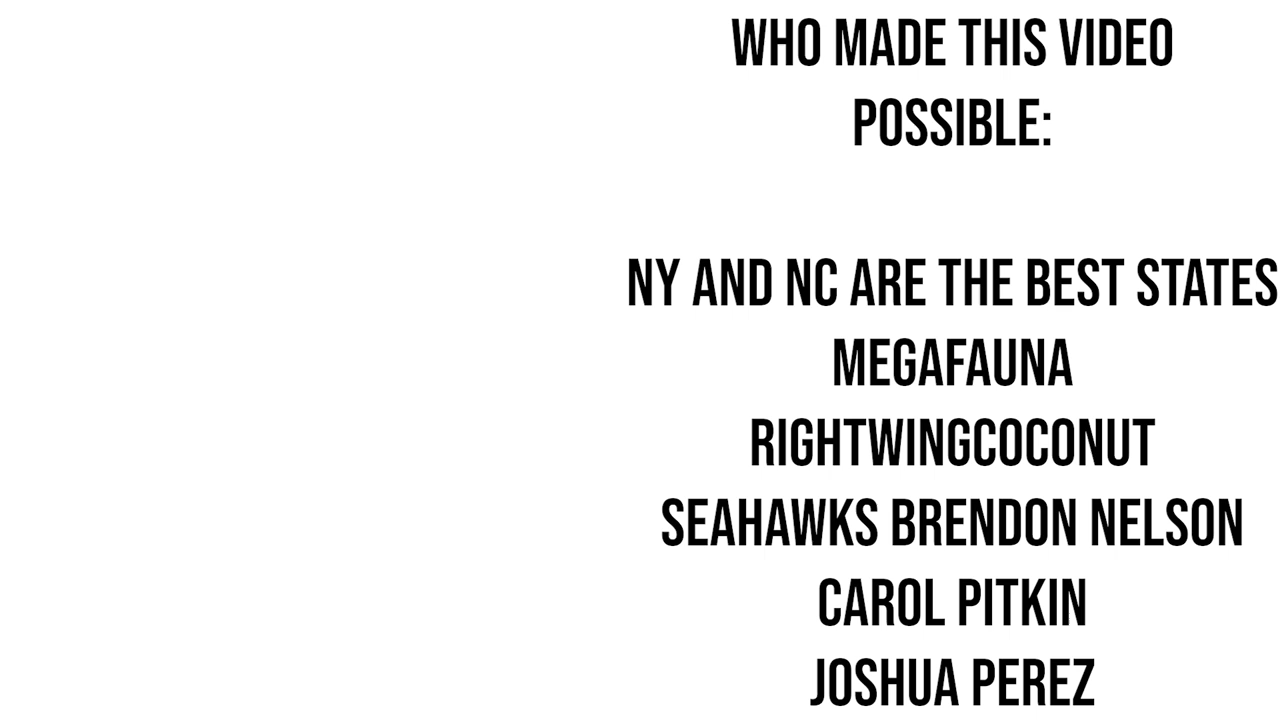 WHO MADE THIS VIDEO
POSSIBLE:
NY AND NC ARE THE BEST STATES
MEGAFAUNA
RIGHTWINGCOCONUT
SEAHAWKS BRENDON NELSON
CAROL PITKIN
JOSHUA PEREZ